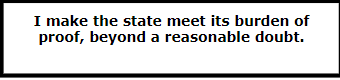 I make the state meet its burden of
proof, beyond a reasonable doubt.